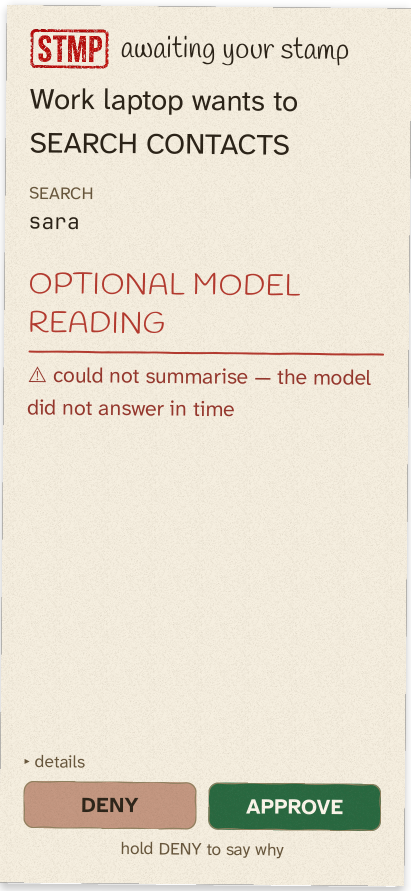 STMP awaiting your stamp
Work laptop wants to
SEARCH CONTACTS
SEARCH
sara
OPTIONAL MODEL
READING
⚠ could not summarise — the model
did not answer in time
▸ details
DENY APPROVE
hold DENY to say why